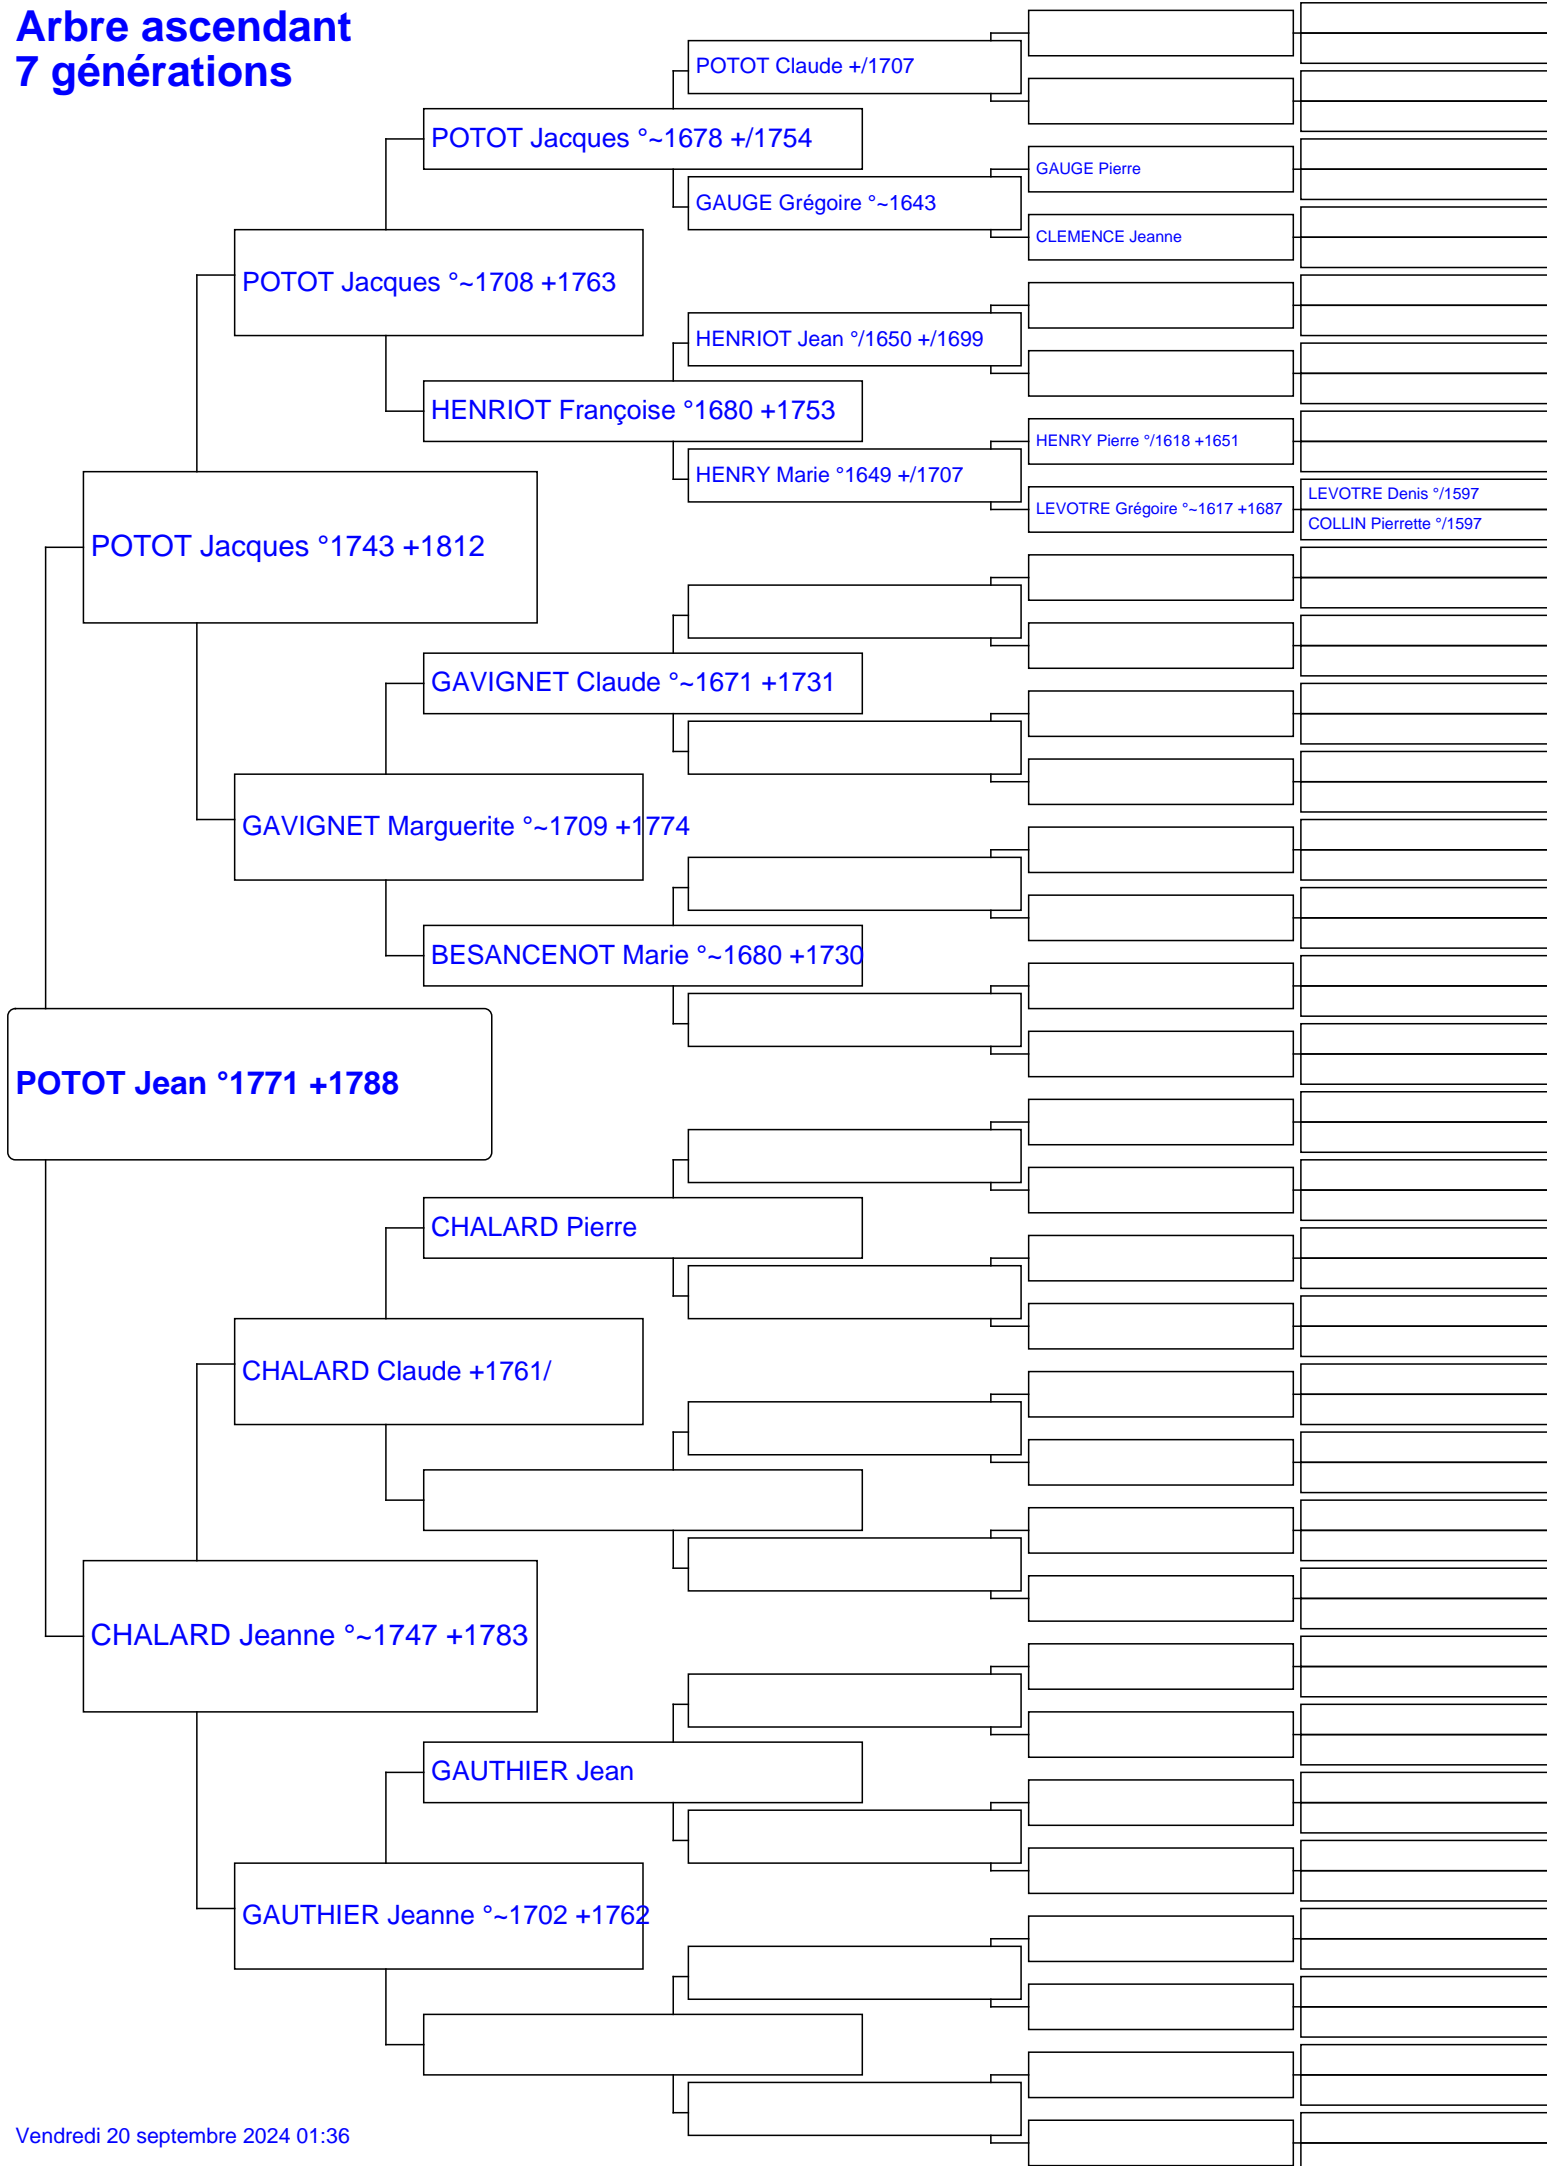 Arbre ascendant
7 générations
POTOT Claude +/1707
POTOT Jacques °~1678 +/1754
GAUGE Pierre
GAUGE Grégoire °~1643
CLEMENCE Jeanne
POTOT Jacques °~1708 +1763
HENRIOT Jean °/1650 +/1699
HENRIOT Françoise °1680 +1753
HENRY Pierre °/1618 +1651
HENRY Marie °1649 +/1707
LEVOTRE Denis °/1597
LEVOTRE Grégoire °~1617 +1687
COLLIN Pierrette °/1597
POTOT Jacques °1743 +1812
GAVIGNET Claude °~1671 +1731
GAVIGNET Marguerite °~1709 +1774
BESANCENOT Marie °~1680 +1730
POTOT Jean °1771 +1788
CHALARD Pierre
CHALARD Claude +1761/
CHALARD Jeanne °~1747 +1783
GAUTHIER Jean
GAUTHIER Jeanne °~1702 +1762
Vendredi 20 septembre 2024 01:36